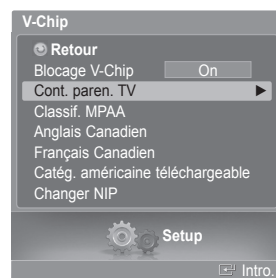 V-Chip
Retour
Blocage V-Chip On
Cont. paren. TV
Classif. MPAA
Anglais Canadien
Français Canadien
Catég. américaine téléchargeable
Changer NIP
Setup
Intro.